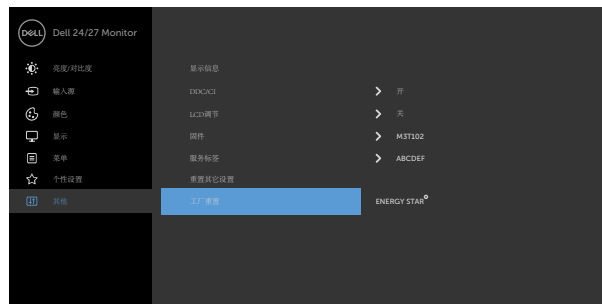 DELL Dell 24/27 Monitor
亮度/对比度
输入源
颜色
显示
菜单
个性设置
其他
显示信息
DDC/CI 开
LCD调节 关
固件 M3T102
服务标签 ABCDEF
重置其它设置
工厂重置 ENERGY STAR®